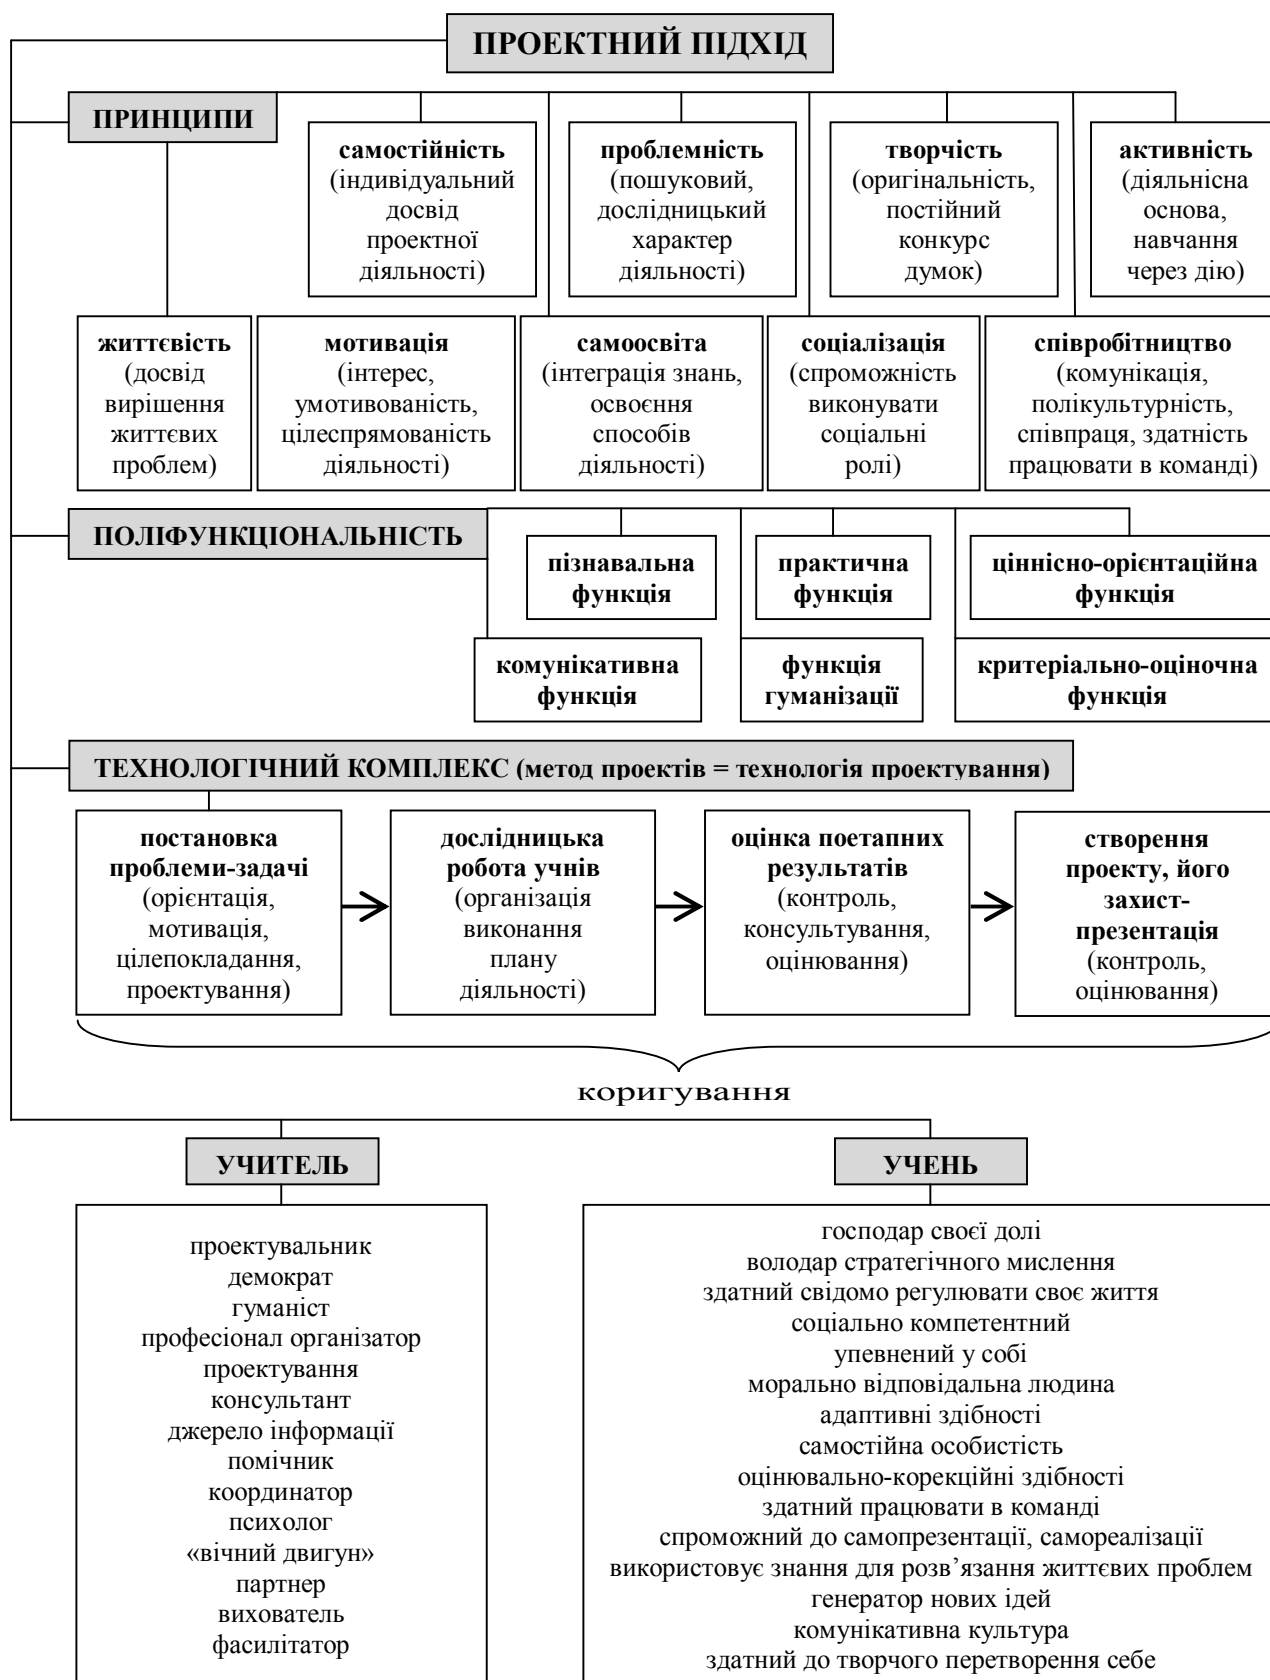 ПРОЕКТНИЙ ПІДХІД
ПРИНЦИПИ
самостійність
(індивідуальний
досвід
проектної
діяльності)
проблемність
(пошуковий,
дослідницький
характер
діяльності)
творчість
(оригінальність,
постійний
конкурс
думок)
активність
(діяльнісна
основа,
навчання
через дію)
життєвість
(досвід
вирішення
життєвих
проблем)
мотивація
(інтерес,
умотивованість,
цілеспрямованість
діяльності)
самоосвіта
(інтеграція знань,
освоєння
способів
діяльності)
соціалізація
(спроможність
виконувати
соціальні
ролі)
співробітництво
(комунікація,
полікультурність,
співпраця, здатність
працювати в команді)
ПОЛІФУНКЦІОНАЛЬНІСТЬ
пізнавальна
функція
практична
функція
ціннісно-орієнтаційна
функція
комунікативна
функція
функція
гуманізації
критеріально-оціночна
функція
ТЕХНОЛОГІЧНИЙ КОМПЛЕКС (метод проектів = технологія проектування)
постановка
проблеми-задачі
(орієнтація,
мотивація,
цілепокладання,
проектування)
дослідницька
робота учнів
(організація
виконання
плану
діяльності)
оцінка поетапних
результатів
(контроль,
консультування,
оцінювання)
створення
проекту, його
захист-
презентація
(контроль,
оцінювання)
коригування
УЧИТЕЛЬ
проектувальник
демократ
гуманіст
професіонал організатор
проектування
консультант
джерело інформації
помічник
координатор
психолог
«вічний двигун»
партнер
вихователь
фасилітатор
УЧЕНЬ
господар своєї долі
володар стратегічного мислення
здатний свідомо регулювати своє життя
соціально компетентний
упевнений у собі
морально відповідальна людина
адаптивні здібності
самостійна особистість
оцінювально-корекційні здібності
здатний працювати в команді
спроможний до самопрезентації, самореалізації
використовує знання для розв’язання життєвих проблем
генератор нових ідей
комунікативна культура
здатний до творчого перетворення себе